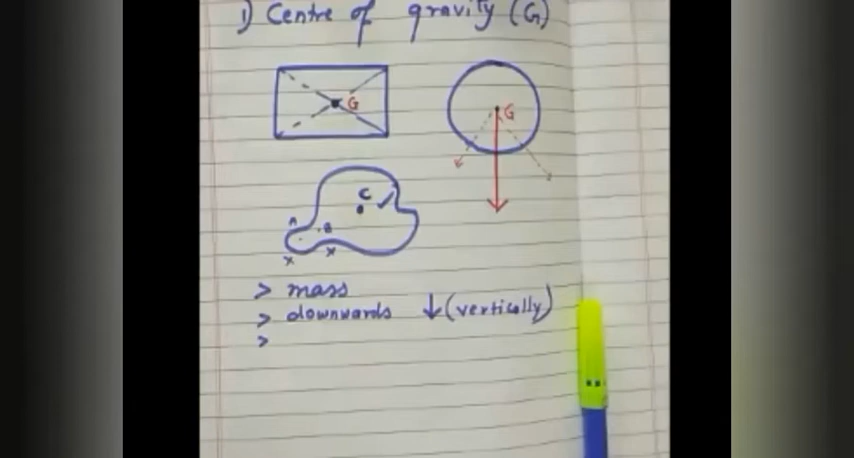 1) Centre of gravity (G)
G
G
C
A
B
x
x
> mass
> downwards ↓ (vertically)
>